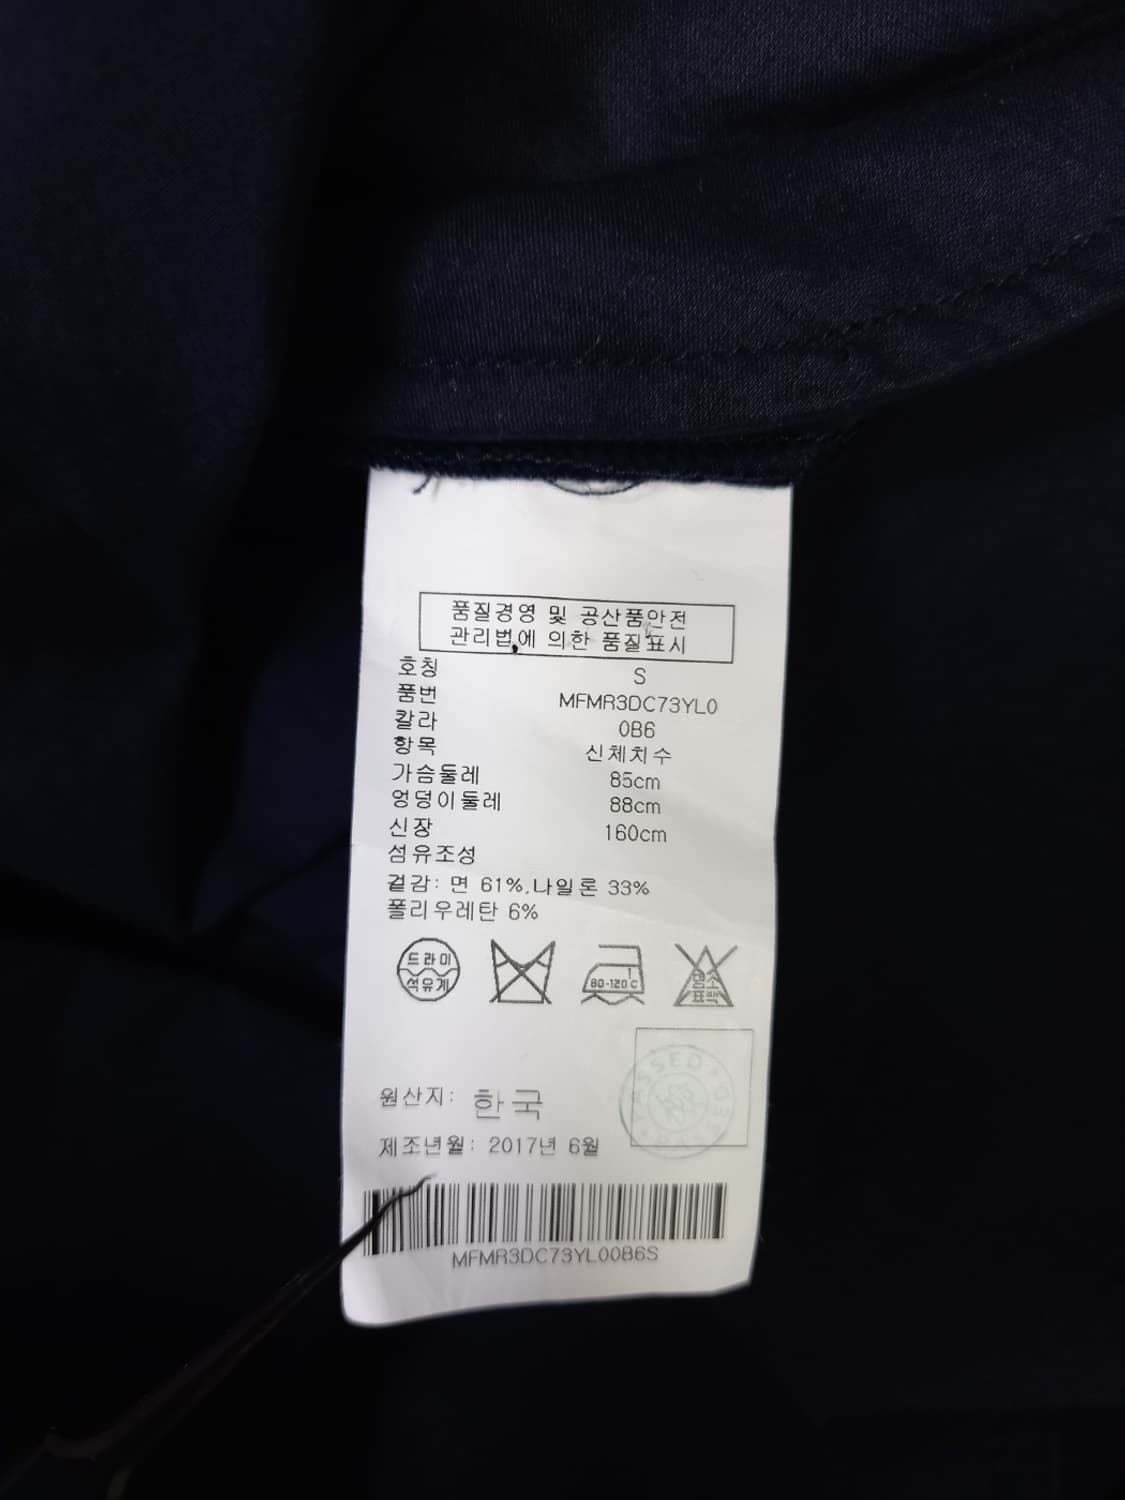 품질경영 및 공산품안전
관리법에 의한 품질표시
호칭 S
품번 MFMR3DC73YL0
칼라 0B6
항목 신체치수
가슴둘레 85cm
엉덩이둘레 88cm
신장 160cm
섬유조성
겉감: 면 61%,나일론 33%
폴리우레탄 6%
드라이
석유계
80-120℃
염소
표백
PASSED
PASSED
원산지: 한국
제조년월: 2017년 6월
MFMR3DC73YL00B6S